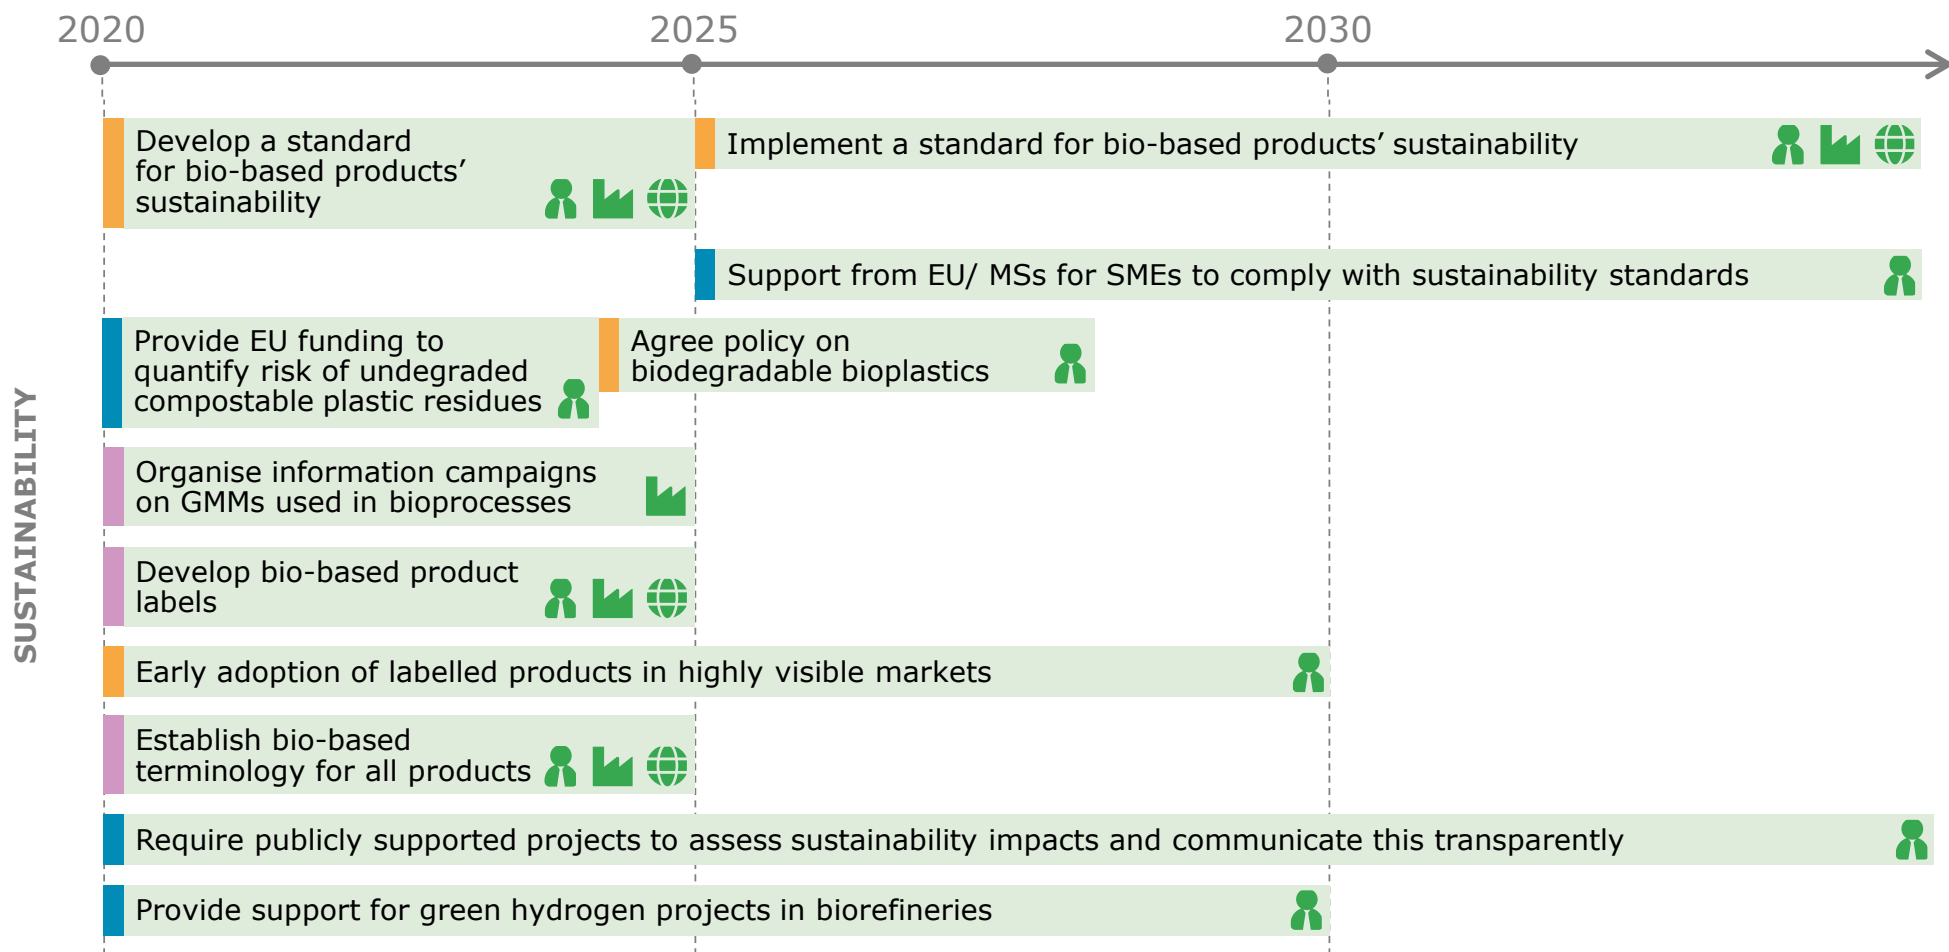 2020
2025
2030
SUSTAINABILITY
Develop a standard
for bio-based products’
sustainability
Implement a standard for bio-based products’ sustainability
Support from EU/ MSs for SMEs to comply with sustainability standards
Provide EU funding to
quantify risk of undegraded
compostable plastic residues
Agree policy on
biodegradable bioplastics
Organise information campaigns
on GMMs used in bioprocesses
Develop bio-based product
labels
Early adoption of labelled products in highly visible markets
Establish bio-based
terminology for all products
Require publicly supported projects to assess sustainability impacts and communicate this transparently
Provide support for green hydrogen projects in biorefineries